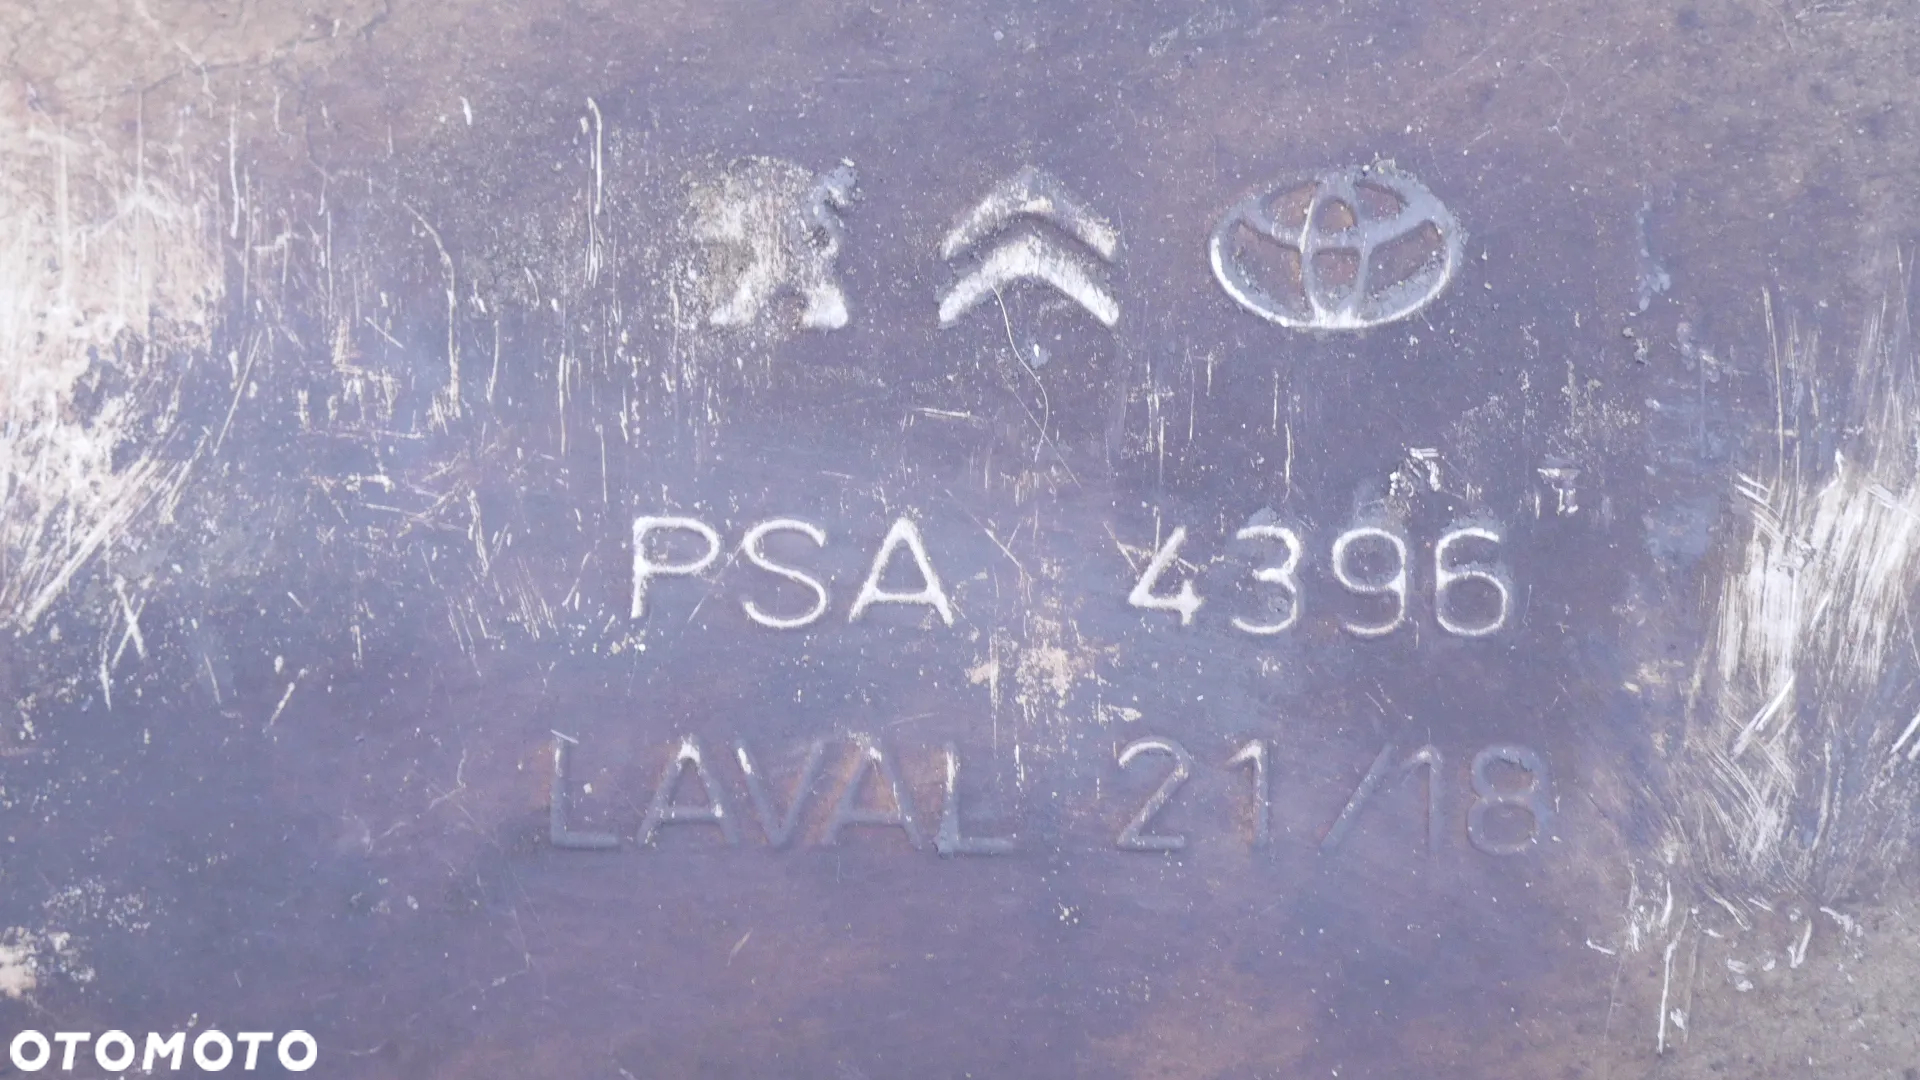 PSA 4396
LAVAL 21/18
OTOMOTO